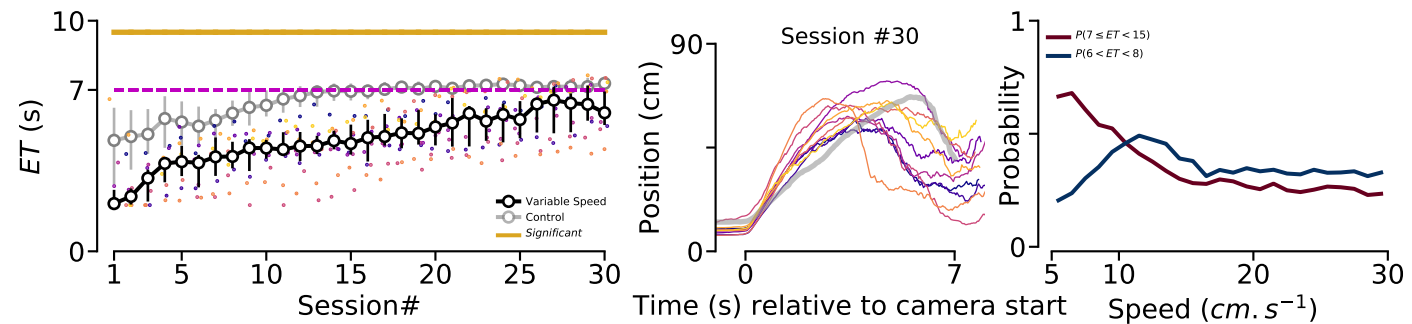 10
7
0
ET (s)
1
5
10
15
20
25
30
Session#
Variable Speed
Control
Significant
Session #30
90
0
Position (cm)
0
7
Time (s) relative to camera start
1
0
Probability
P(7 ≤ ET < 15)
P(6 < ET < 8)
5
10
20
30
Speed (cm.s⁻¹)